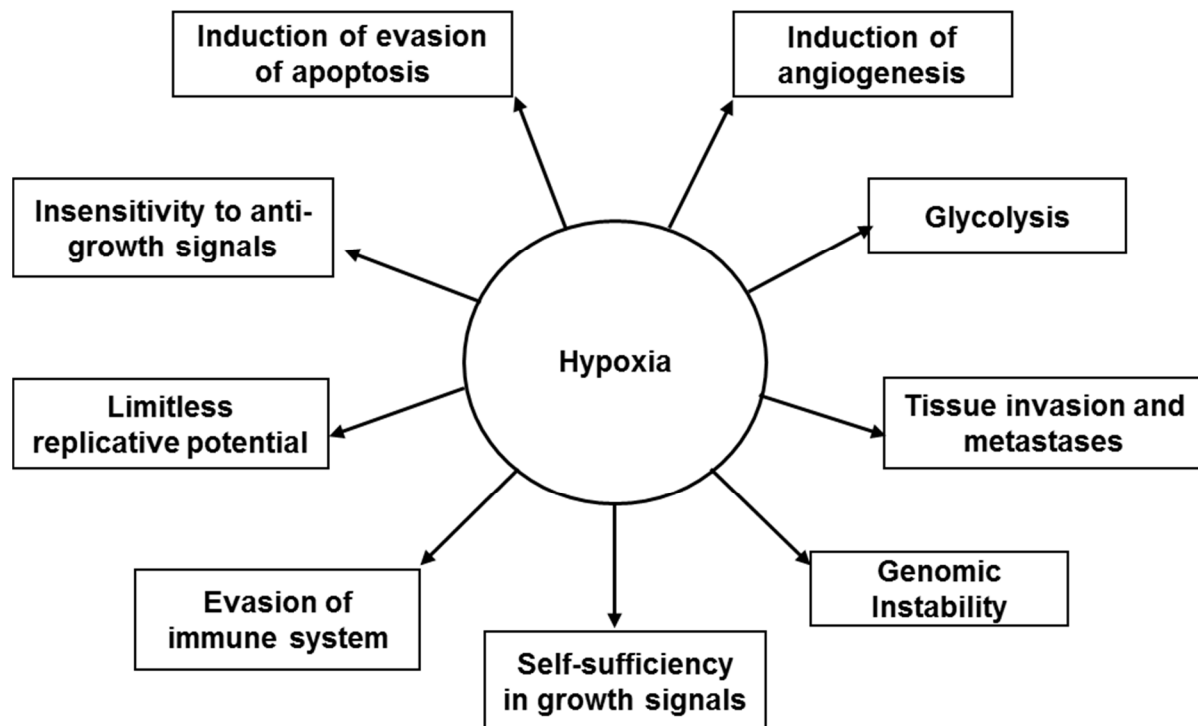 Induction of evasion
of apoptosis
Induction of
angiogenesis
Insensitivity to anti-
growth signals
Glycolysis
Hypoxia
Limitless
replicative potential
Tissue invasion and
metastases
Evasion of
immune system
Self-sufficiency
in growth signals
Genomic
Instability